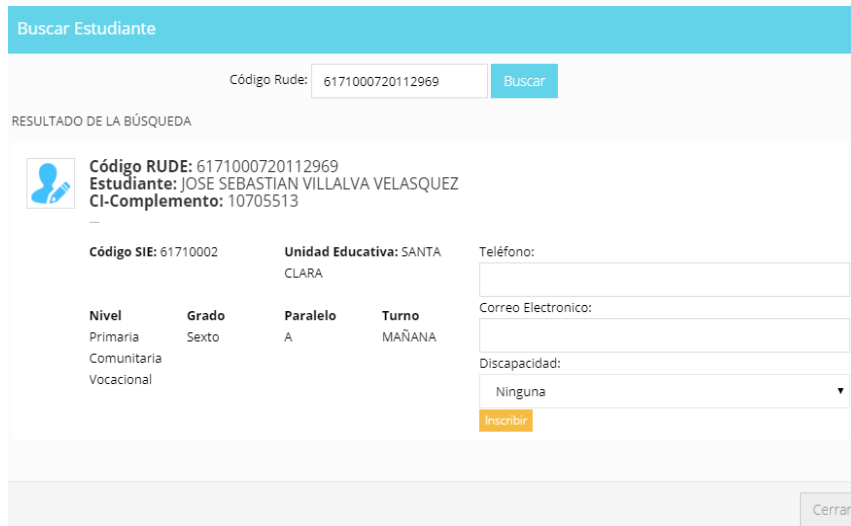 Buscar Estudiante
Código Rude: 6171000720112969 Buscar
RESULTADO DE LA BÚSQUEDA
Código RUDE: 6171000720112969
Estudiante: JOSE SEBASTIAN VILLALVA VELASQUEZ
CI-Complemento: 10705513
Código SIE: 61710002
Unidad Educativa: SANTA
CLARA
Nivel Grado Paralelo Turno
Primaria Sexto A MAÑANA
Comunitaria
Vocacional
Teléfono:
Correo Electronico:
Discapacidad:
Ninguna
Inscribir
Cerrar